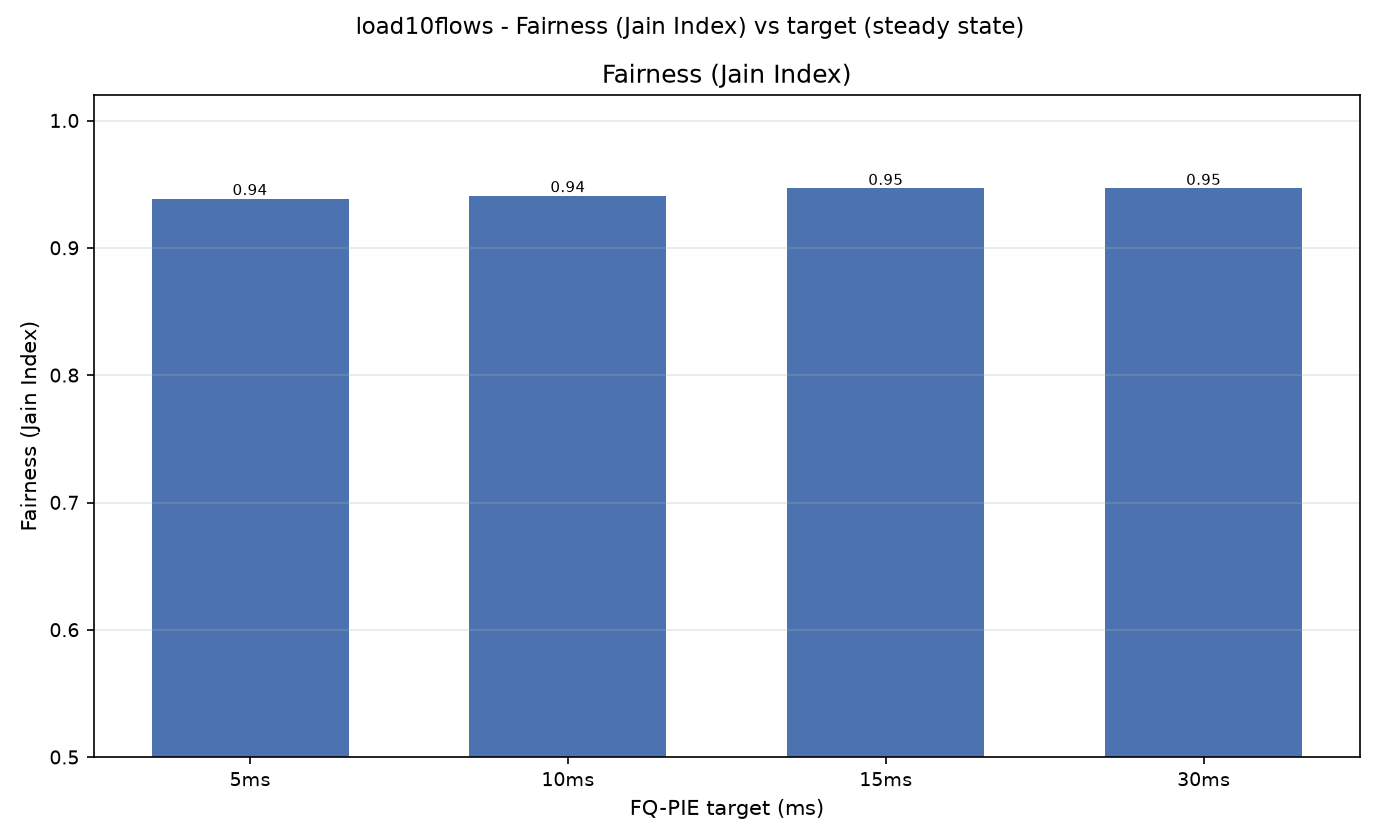 load10flows - Fairness (Jain Index) vs target (steady state)
Fairness (Jain Index)
Fairness (Jain Index)
1.0
0.9
0.8
0.7
0.6
0.5
0.94
0.94
0.95
0.95
5ms
10ms
15ms
30ms
FQ-PIE target (ms)